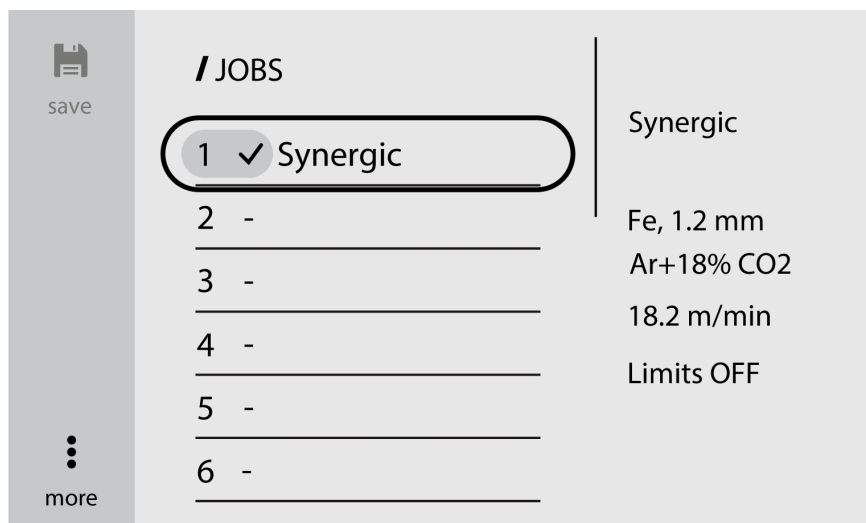 save
/ JOBS
1 ✓ Synergic
2 -
3 -
4 -
5 -
6 -
more
Synergic
Fe, 1.2 mm
Ar+18% CO2
18.2 m/min
Limits OFF